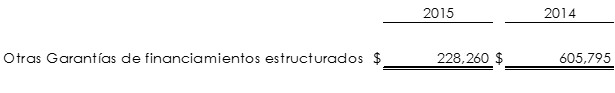 2015 2014
Otras Garantías de financiamientos estructurados $ 228,260 $ 605,795